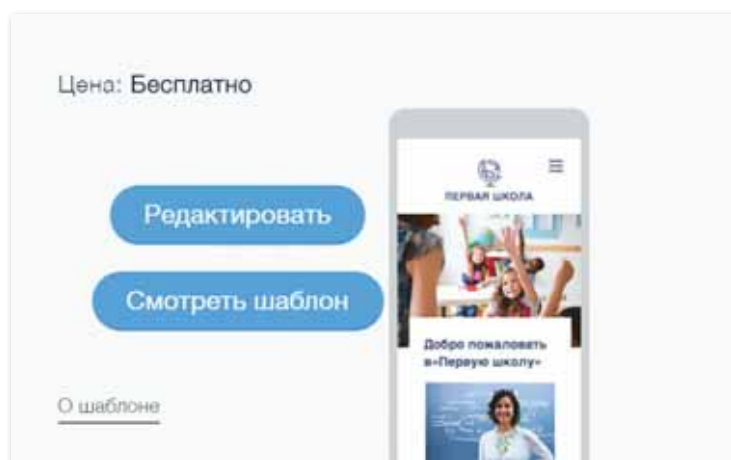 Цена: Бесплатно
Редактировать
Смотреть шаблон
О шаблоне
ПЕРВАЯ ШКОЛА
Добро пожаловать
в«Первую школу»